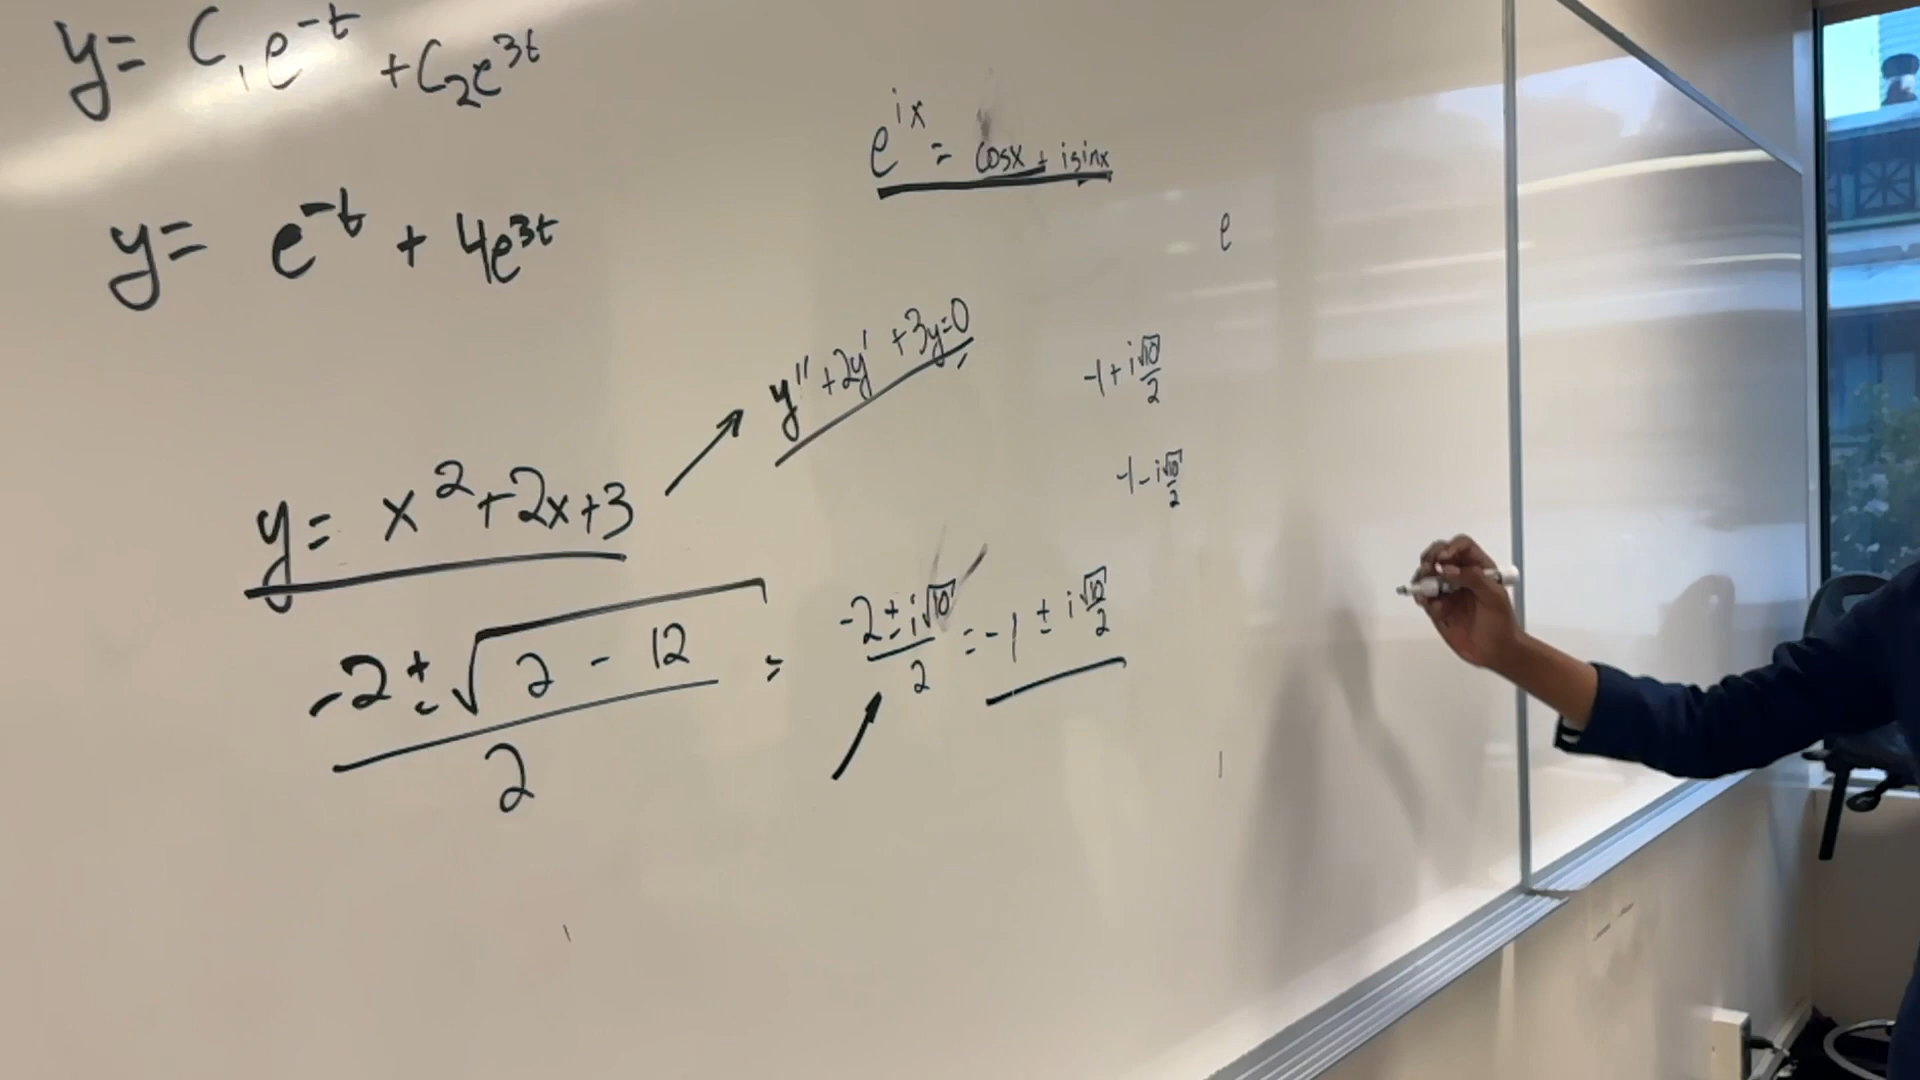 y= C₁e^-t +C₂e^3t
y= e^-t + 4e^3t
e^ix = cosx + isinx
e
y''+2y'+3y=0
-1+i√10/2
-1-i√10/2
y= x²+2x+3
(-2±√(2-12))/2 = (-2±i√10)/2 = -1 ± i√10/2